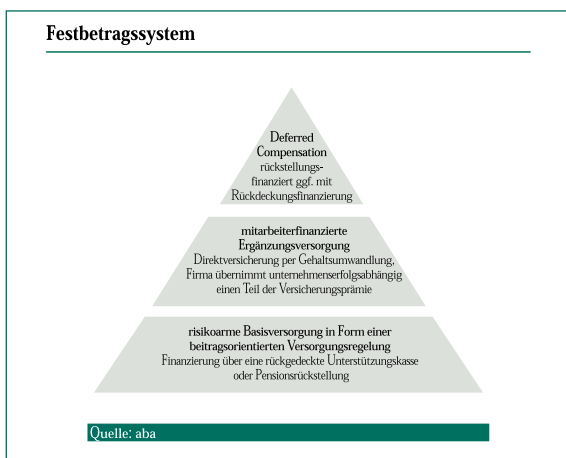 Festbetragssystem
Deferred
Compensation
rückstellungs-
finanziert ggf. mit
Rückdeckungsfinanzierung
mitarbeiterfinanzierte
Ergänzungsversorgung
Direktversicherung per Gehaltsumwandlung,
Firma übernimmt unternehmenserfolgsabhängig
einen Teil der Versicherungsprämie
risikoarme Basisversorgung in Form einer
beitragsorientierten Versorgungsregelung
Finanzierung über eine rückgedeckte Unterstützungskasse
oder Pensionsrückstellung
Quelle: aba